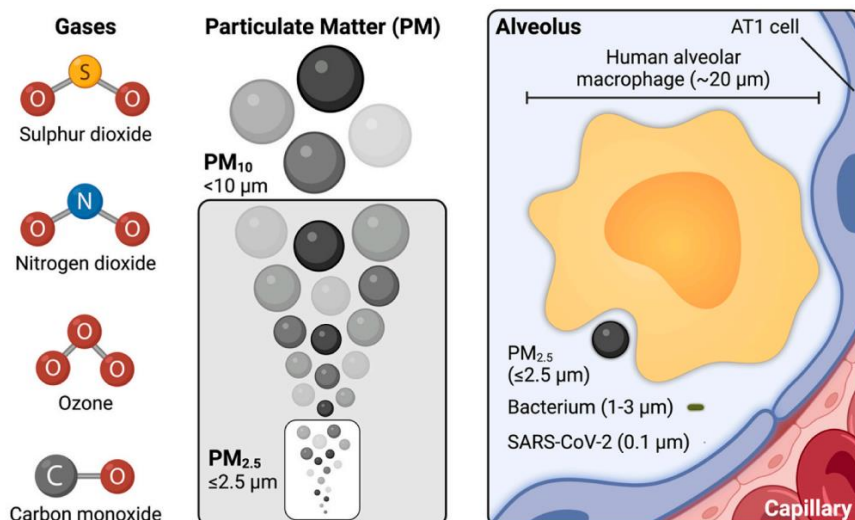 Gases
S
O
O
Sulphur dioxide
N
O
O
Nitrogen dioxide
O
O
O
Ozone
C
O
Carbon monoxide
Particulate Matter (PM)
PM₁₀
<10 µm
PM₂.₅
≤2.5 µm
Alveolus
AT1 cell
Human alveolar
macrophage (~20 µm)
PM₂.₅
(≤2.5 µm)
Bacterium (1-3 µm)
SARS-CoV-2 (0.1 µm)
Capillary